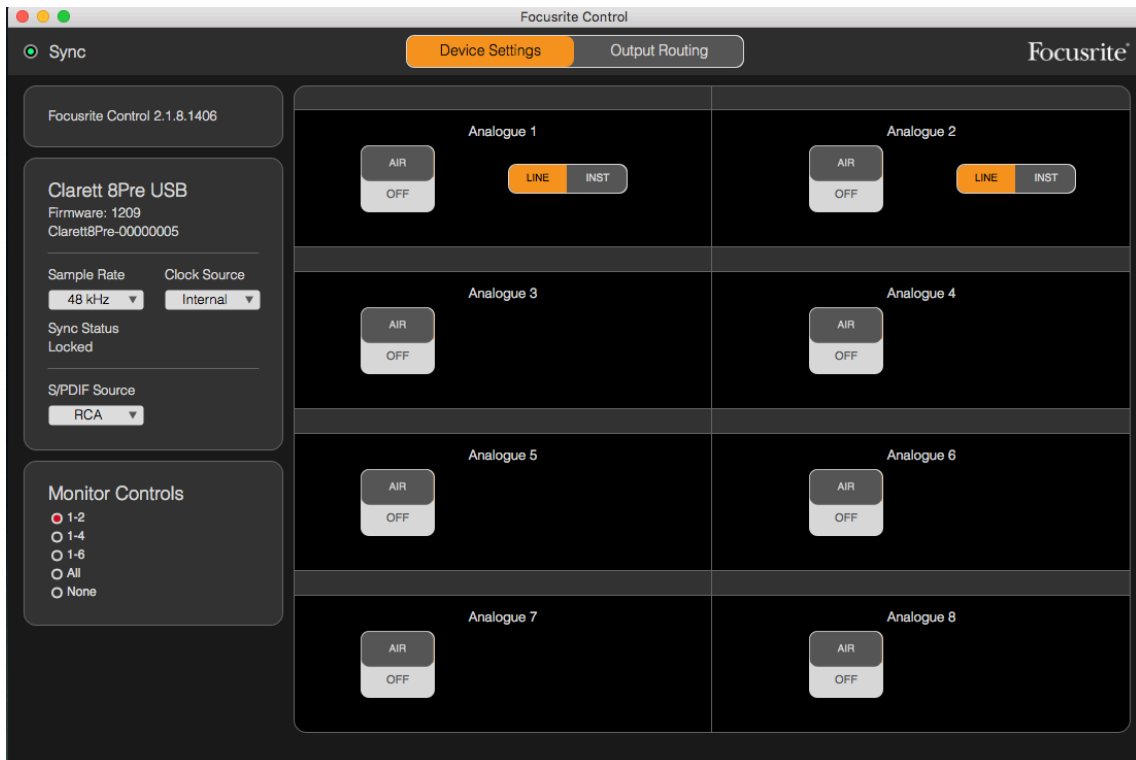 Focusrite Control
Sync
Device Settings
Output Routing
Focusrite®
Focusrite Control 2.1.8.1406
Clarett 8Pre USB
Firmware: 1209
Clarett8Pre-00000005
Sample Rate
Clock Source
48 kHz
Internal
Sync Status
Locked
S/PDIF Source
RCA
Monitor Controls
1-2
1-4
1-6
All
None
Analogue 1
AIR
OFF
LINE
INST
Analogue 2
AIR
OFF
LINE
INST
Analogue 3
AIR
OFF
Analogue 4
AIR
OFF
Analogue 5
AIR
OFF
Analogue 6
AIR
OFF
Analogue 7
AIR
OFF
Analogue 8
AIR
OFF